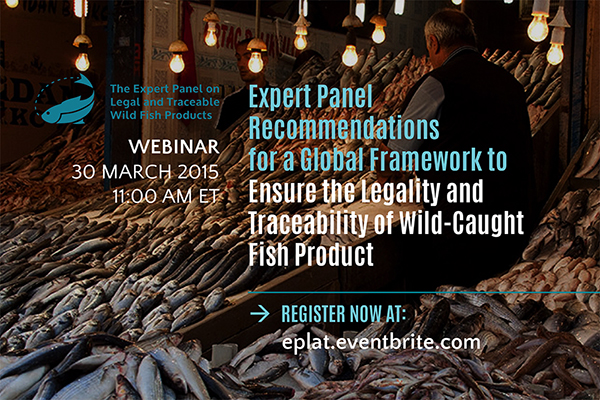 The Expert Panel on
Legal and Traceable
Wild Fish Products
WEBINAR
30 MARCH 2015
11:00 AM ET
Expert Panel
Recommendations
for a Global Framework to
Ensure the Legality and
Traceability of Wild-Caught
Fish Product
REGISTER NOW AT:
eplat.eventbrite.com